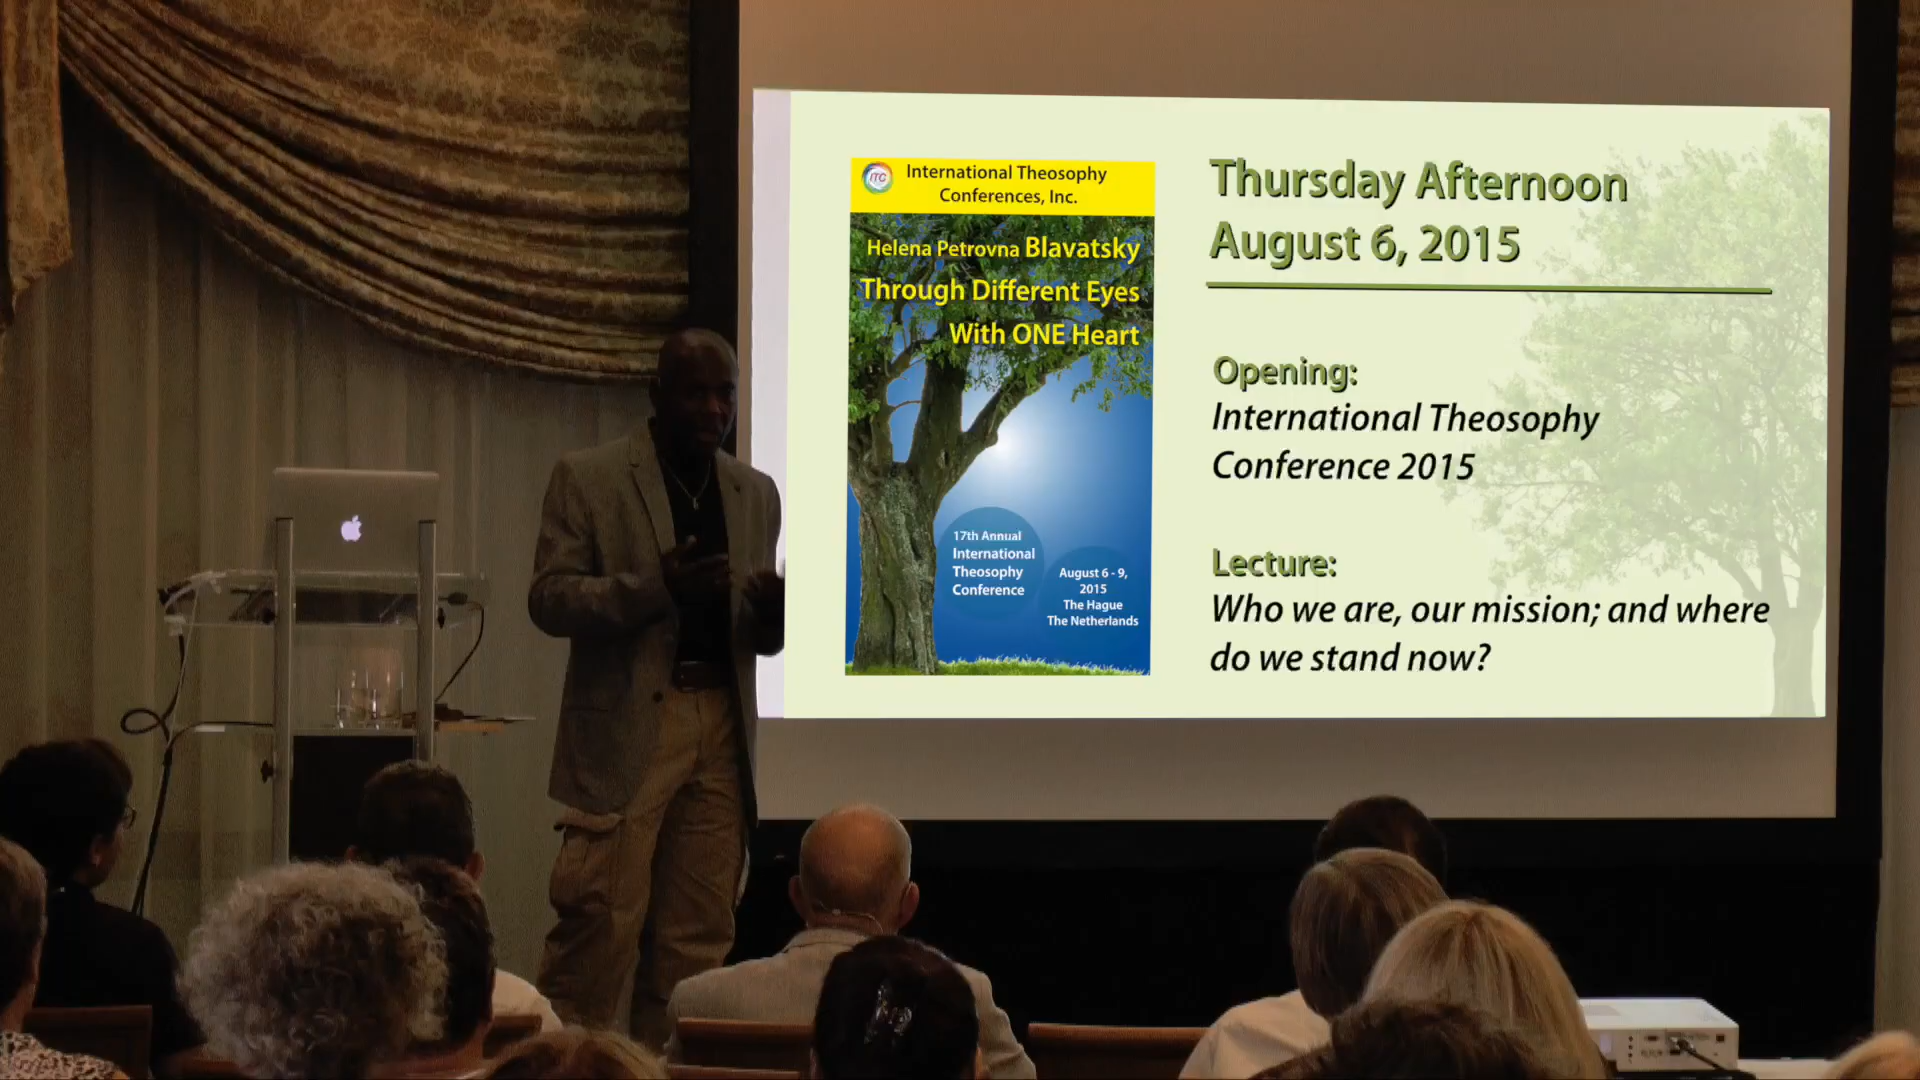 ITC
International Theosophy
Conferences, Inc.
Helena Petrovna Blavatsky
Through Different Eyes
With ONE Heart
17th Annual
International
Theosophy
Conference
August 6 - 9,
2015
The Hague
The Netherlands
Thursday Afternoon
August 6, 2015
Opening:
International Theosophy
Conference 2015
Lecture:
Who we are, our mission; and where
do we stand now?